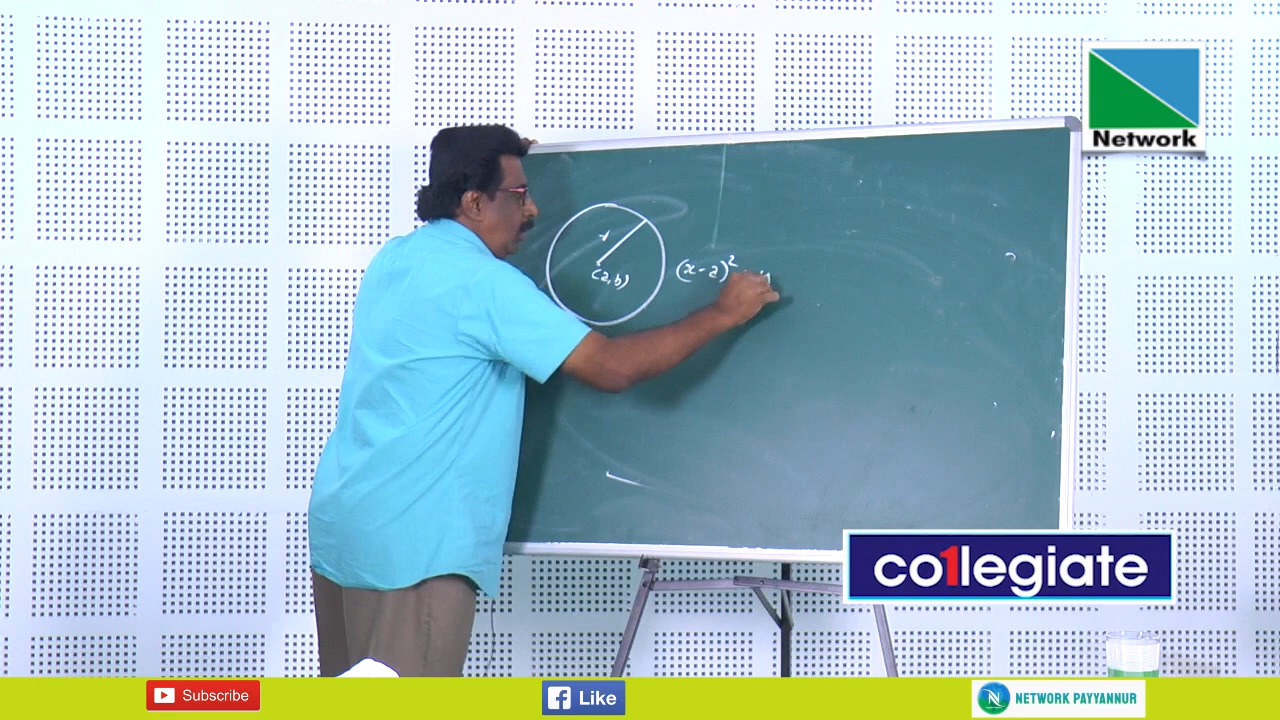 Network
r
(a, b)
(x - a)²
co1legiate
Subscribe
Like
NETWORK PAYYANNUR